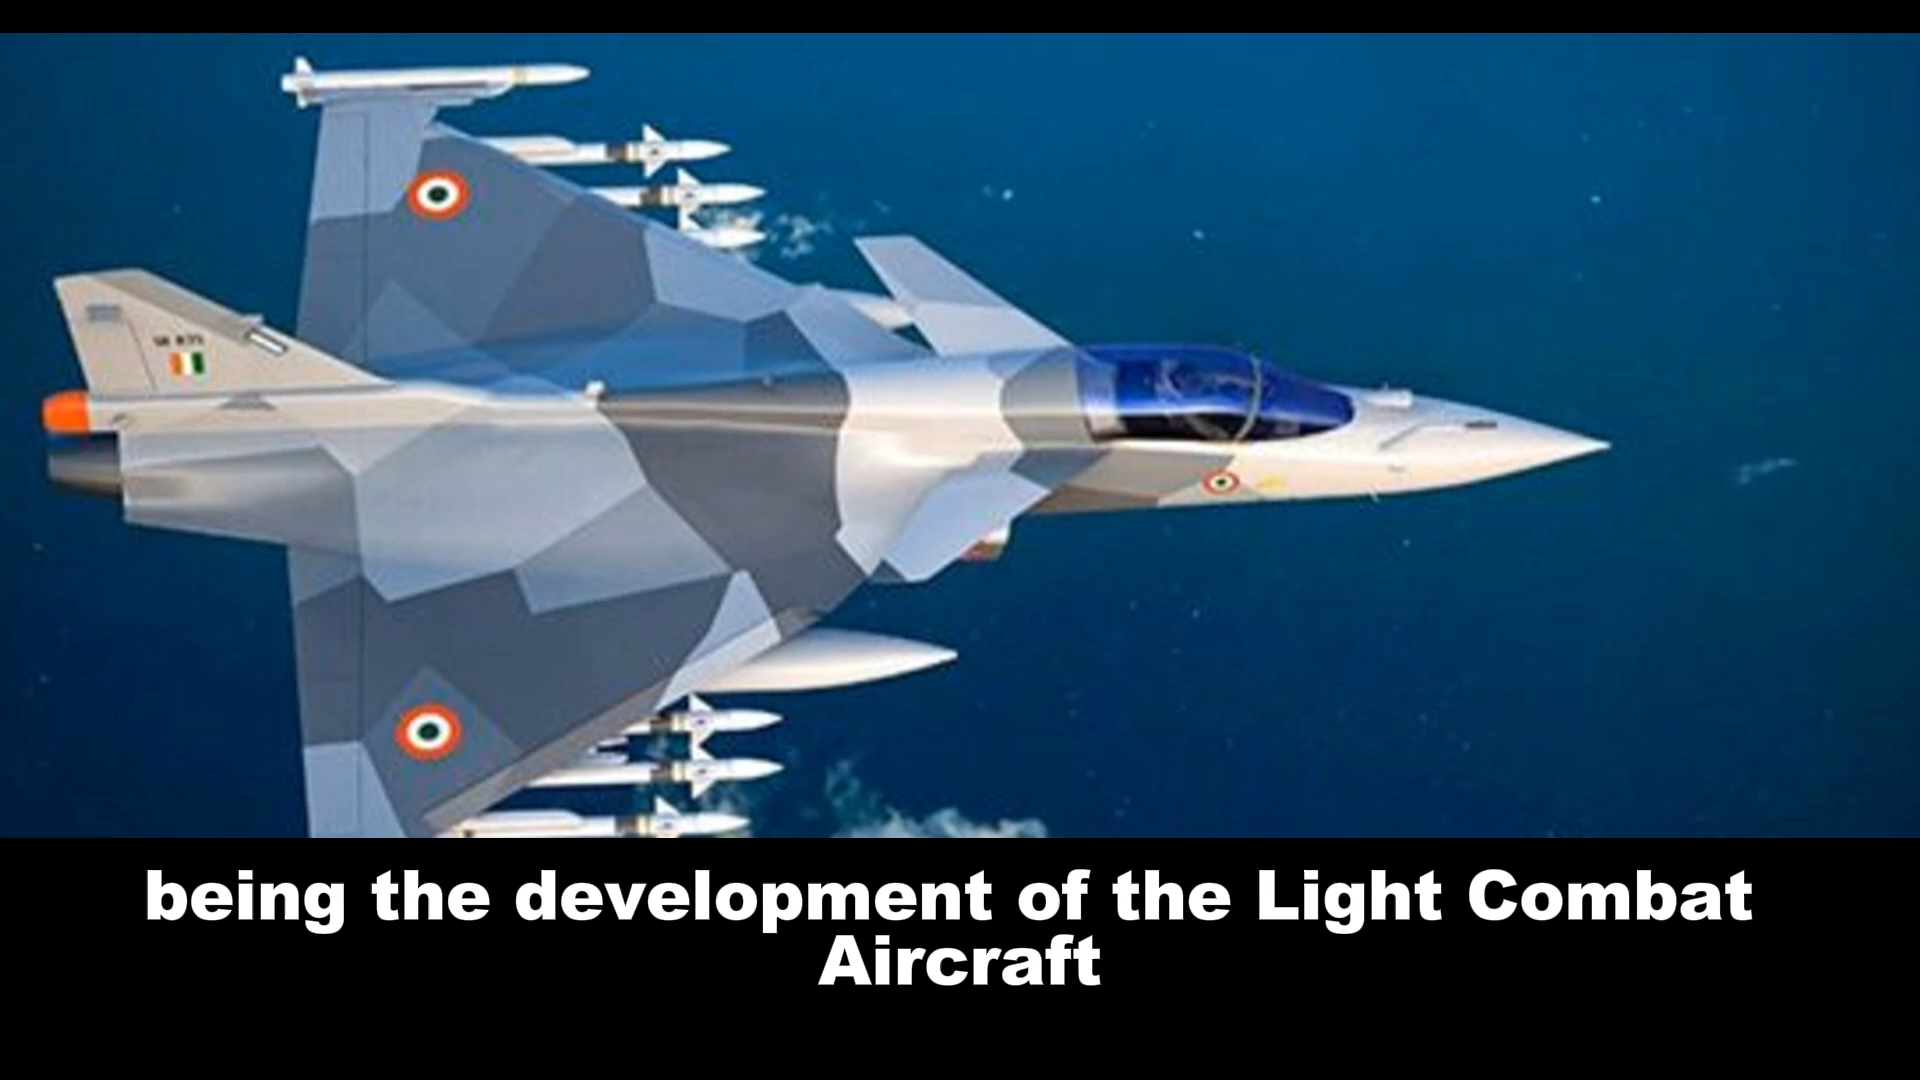 being the development of the Light Combat
Aircraft